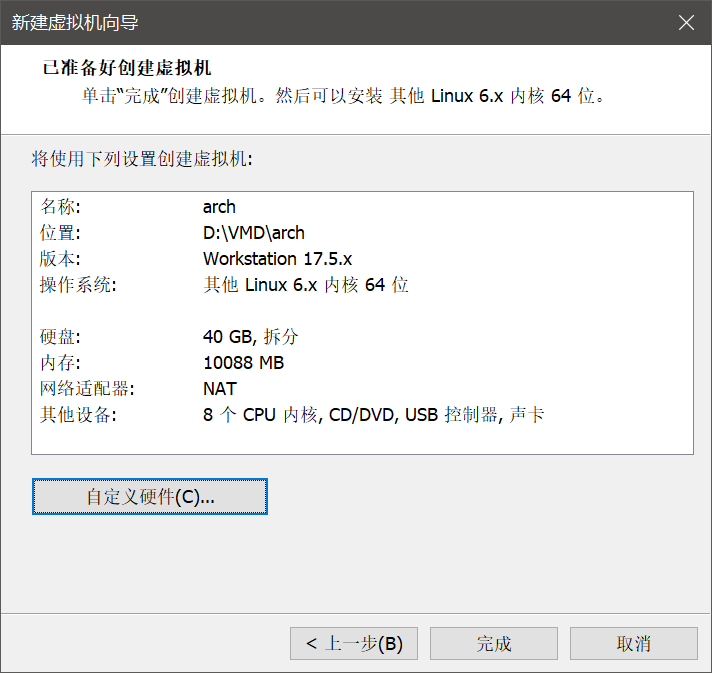 新建虚拟机向导
已准备好创建虚拟机
单击“完成”创建虚拟机。然后可以安装 其他 Linux 6.x 内核 64 位。
将使用下列设置创建虚拟机:
名称: arch
位置: D:\VMD\arch
版本: Workstation 17.5.x
操作系统: 其他 Linux 6.x 内核 64 位
硬盘: 40 GB, 拆分
内存: 10088 MB
网络适配器: NAT
其他设备: 8 个 CPU 内核, CD/DVD, USB 控制器, 声卡
自定义硬件(C)...
< 上一步(B) 完成 取消